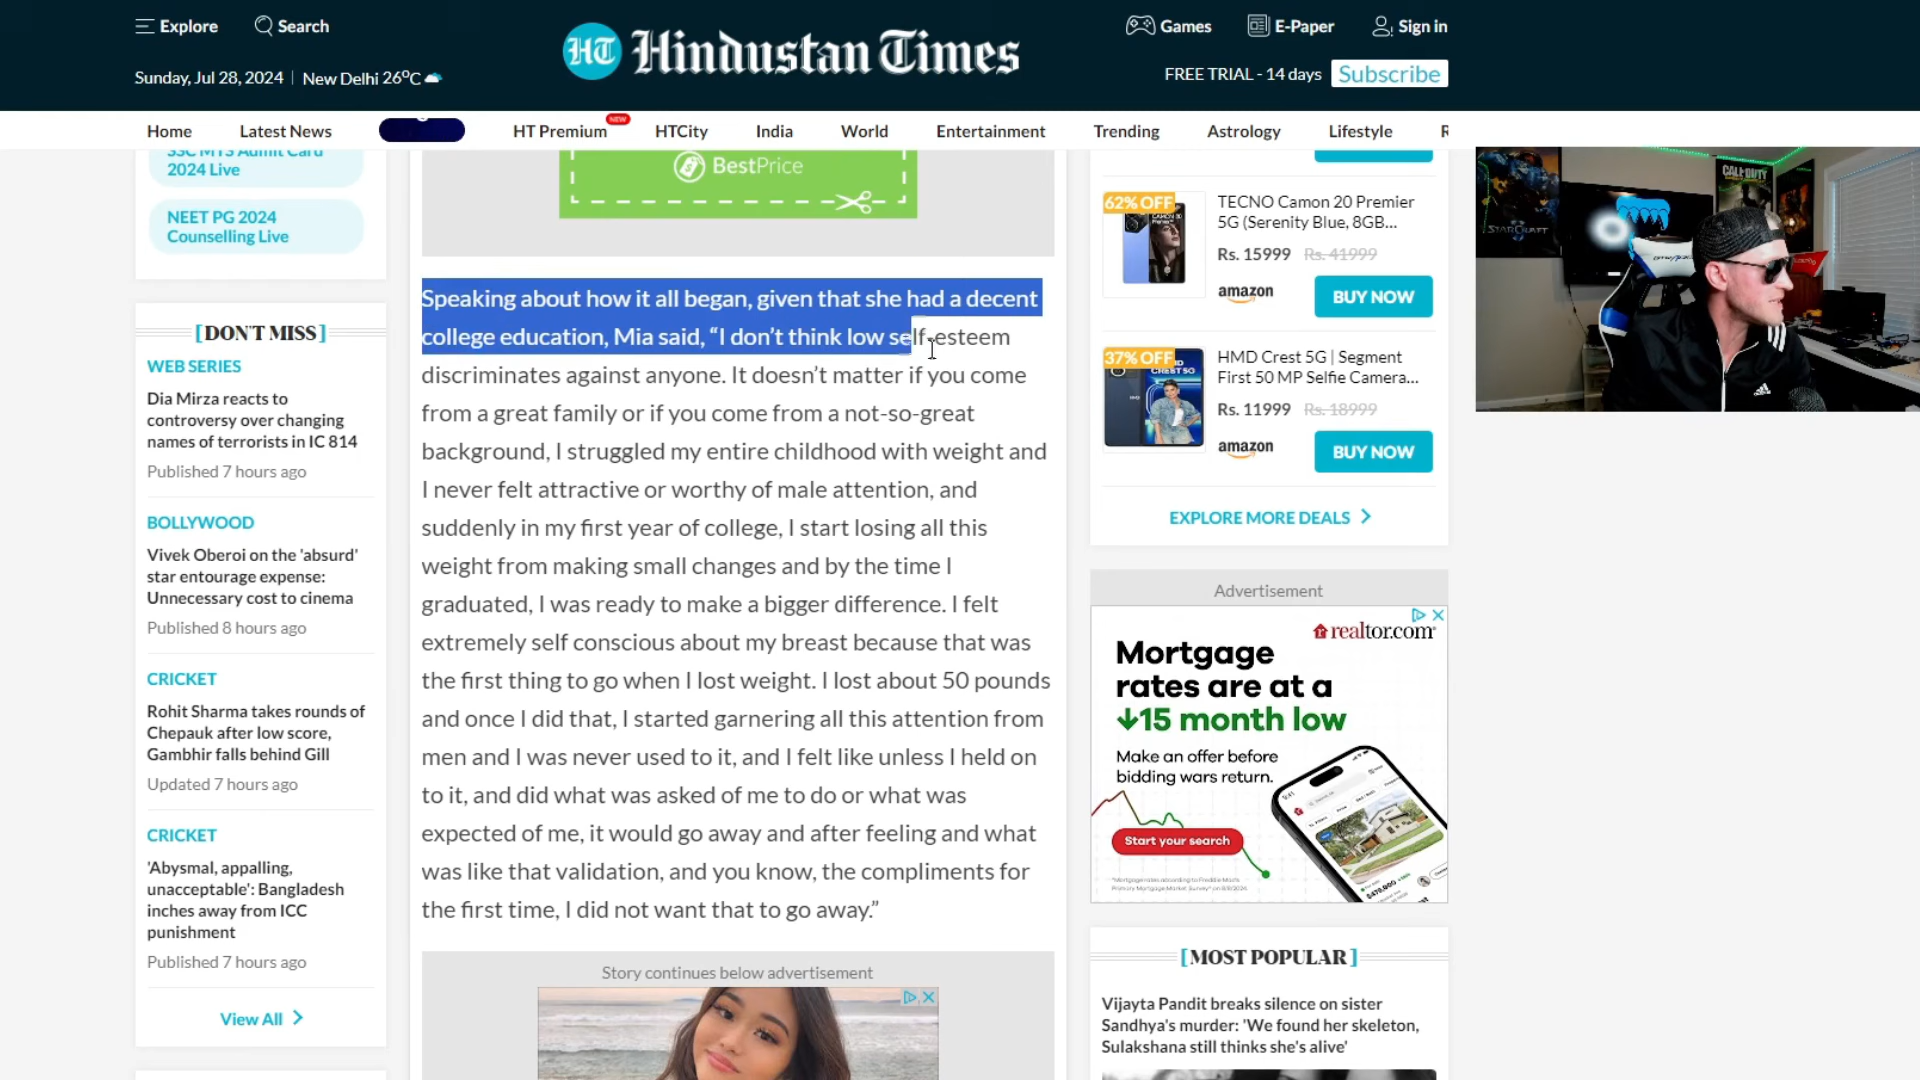 Explore
Search
Sunday, Jul 28, 2024
New Delhi 26°C
HT
Hindustan Times
Games
E-Paper
Sign in
FREE TRIAL - 14 days
Subscribe
Home
Latest News
HT Premium
NEW
HTCity
India
World
Entertainment
Trending
Astrology
Lifestyle
SSC MTS Admit Card
2024 Live
NEET PG 2024
Counselling Live
[DON'T MISS]
WEB SERIES
Dia Mirza reacts to
controversy over changing
names of terrorists in IC 814
Published 7 hours ago
BOLLYWOOD
Vivek Oberoi on the 'absurd'
star entourage expense:
Unnecessary cost to cinema
Published 8 hours ago
CRICKET
Rohit Sharma takes rounds of
Chepauk after low score,
Gambhir falls behind Gill
Updated 7 hours ago
CRICKET
'Abysmal, appalling,
unacceptable': Bangladesh
inches away from ICC
punishment
Published 7 hours ago
View All
BestPrice
Speaking about how it all began, given that she had a decent
college education, Mia said, “I don’t think low self-esteem
discriminates against anyone. It doesn’t matter if you come
from a great family or if you come from a not-so-great
background, I struggled my entire childhood with weight and
I never felt attractive or worthy of male attention, and
suddenly in my first year of college, I start losing all this
weight from making small changes and by the time I
graduated, I was ready to make a bigger difference. I felt
extremely self conscious about my breast because that was
the first thing to go when I lost weight. I lost about 50 pounds
and once I did that, I started garnering all this attention from
men and I was never used to it, and I felt like unless I held on
to it, and did what was asked of me to do or what was
expected of me, it would go away and after feeling and what
was like that validation, and you know, the compliments for
the first time, I did not want that to go away.”
Story continues below advertisement
62% OFF
TECNO Camon 20 Premier
5G (Serenity Blue, 8GB...
Rs. 15999 Rs. 41999
amazon
BUY NOW
37% OFF
HMD Crest 5G | Segment
First 50 MP Selfie Camera...
Rs. 11999 Rs. 18999
amazon
BUY NOW
EXPLORE MORE DEALS
Advertisement
realtor.com
Mortgage
rates are at a
15 month low
Make an offer before
bidding wars return.
Start your search
[MOST POPULAR]
Vijayta Pandit breaks silence on sister
Sandhya's murder: 'We found her skeleton,
Sulakshana still thinks she's alive'
STARCRAFT
CALL OF DUTY
adidas